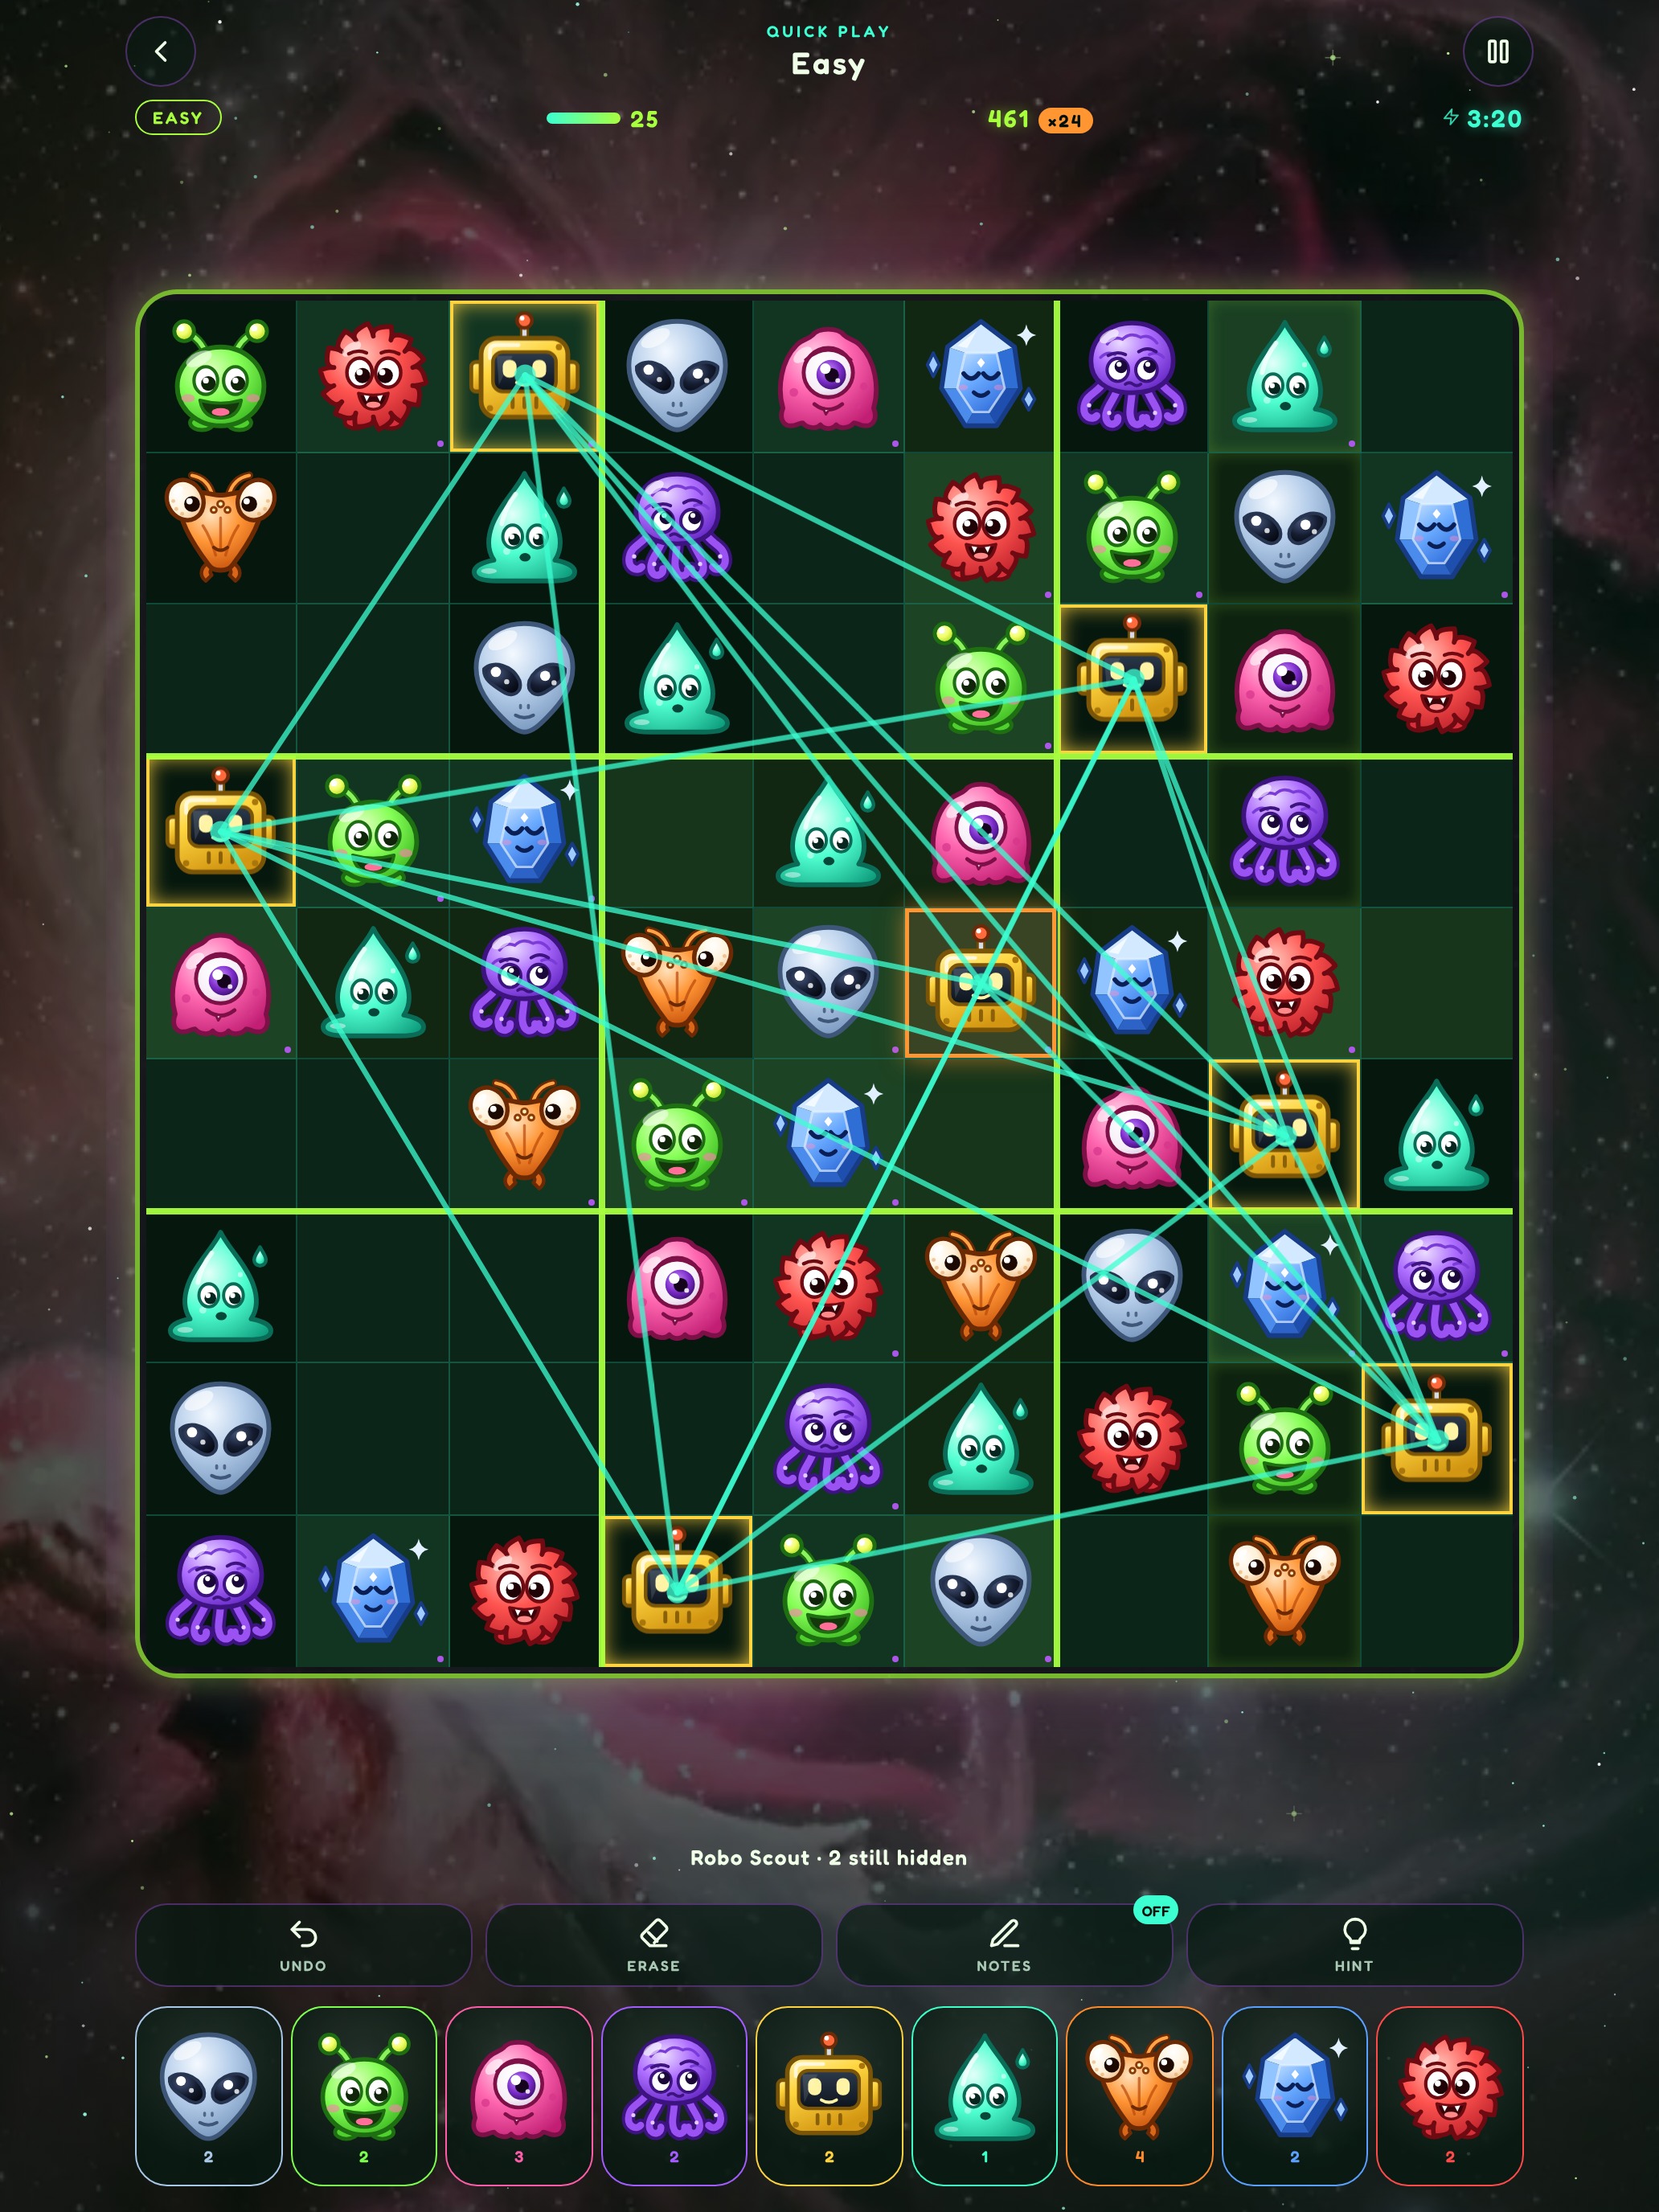 QUICK PLAY
Easy
EASY
25
461 ×24
3:20
Robo Scout · 2 still hidden
OFF
UNDO
ERASE
NOTES
HINT
2
2
3
2
2
1
4
2
2